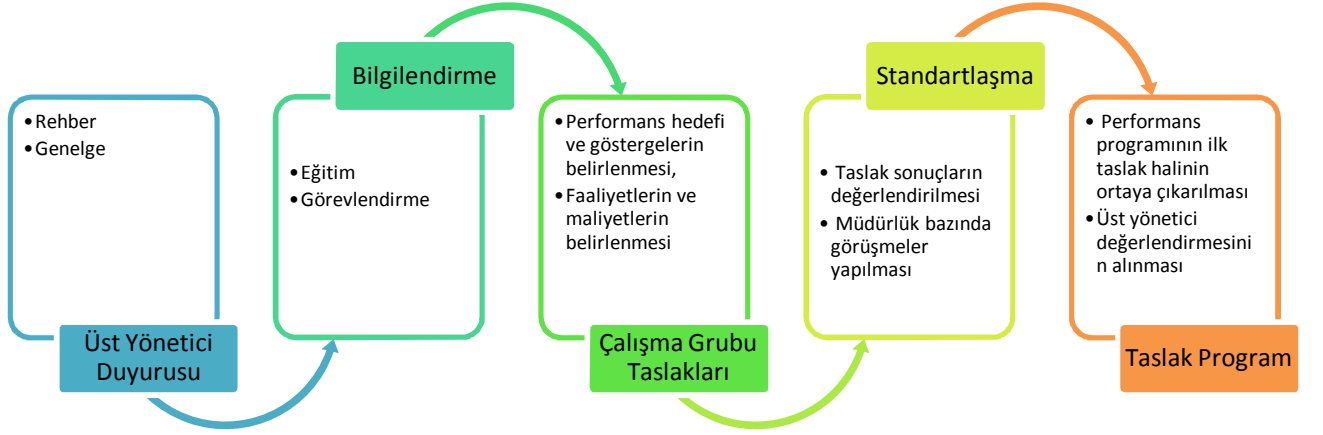 •Rehber
•Genelge
Üst Yönetici
Duyurusu
Bilgilendirme
•Eğitim
•Görevlendirme
•Performans hedefi
ve göstergelerin
belirlenmesi,
•Faaliyetlerin ve
maliyetlerin
belirlenmesi
Çalışma Grubu
Taslakları
Standartlaşma
• Taslak sonuçların
değerlendirilmesi
• Müdürlük bazında
görüşmeler
yapılması
• Performans
programının ilk
taslak halinin
ortaya çıkarılması
•Üst yönetici
değerlendirmesini
n alınması
Taslak Program